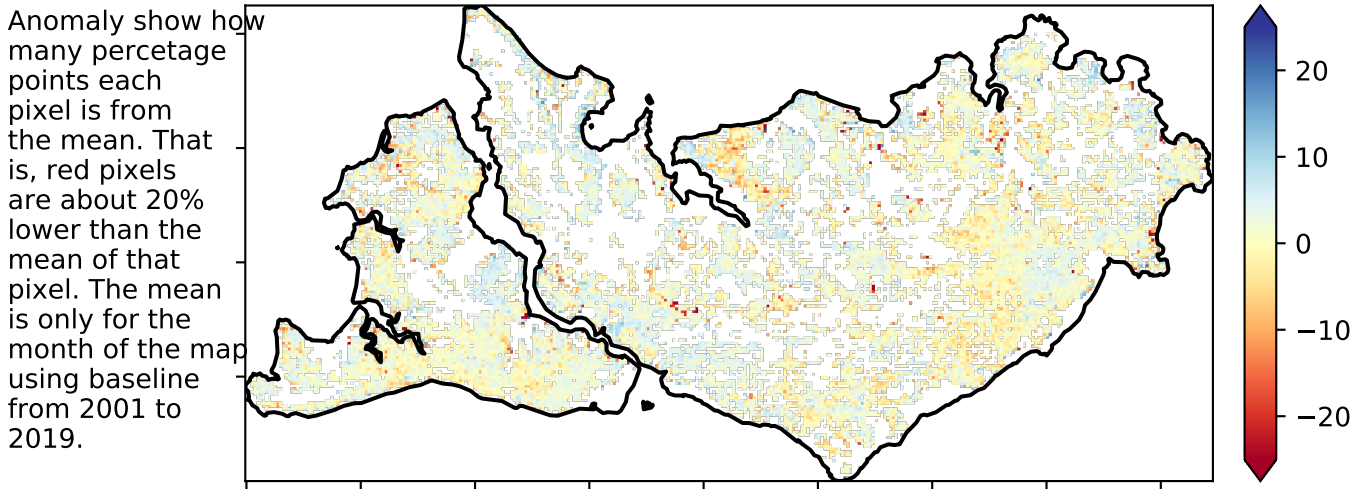 Anomaly show how
many percetage
points each
pixel is from
the mean. That
is, red pixels
are about 20%
lower than the
mean of that
pixel. The mean
is only for the
month of the map
using baseline
from 2001 to
2019.
20
10
0
−10
−20